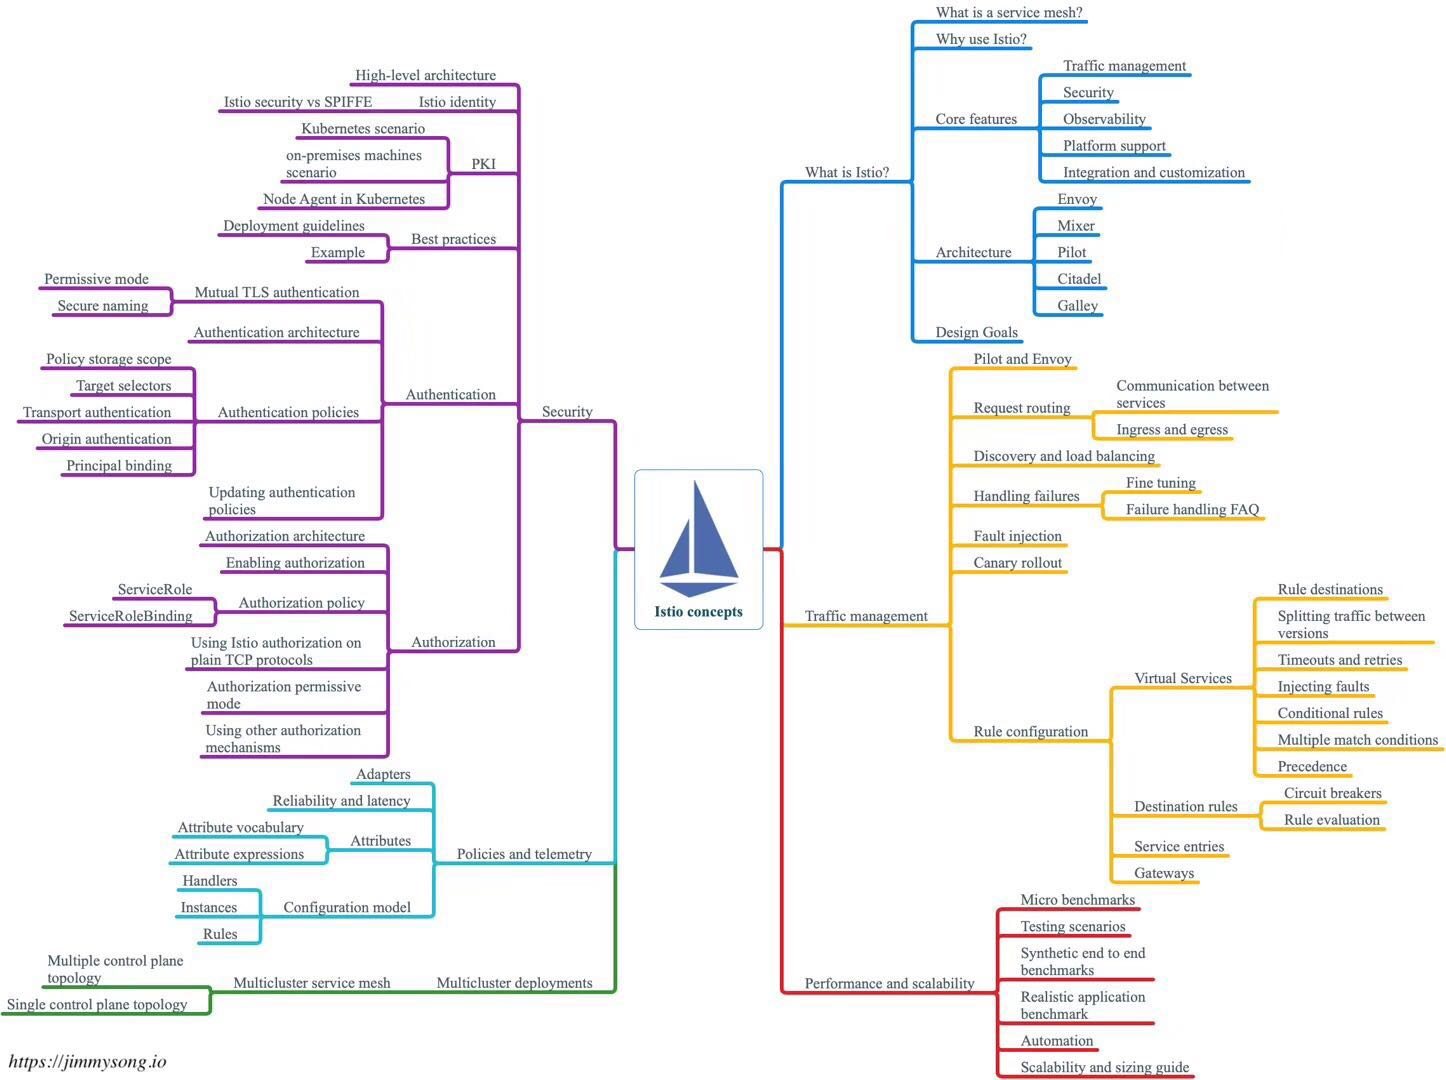 What is a service mesh?
Why use Istio?
Traffic management
Security
Core features
Observability
Platform support
Integration and customization
What is Istio?
Envoy
Mixer
Architecture
Pilot
Citadel
Galley
Design Goals
Pilot and Envoy
Communication between
services
Request routing
Ingress and egress
Discovery and load balancing
Fine tuning
Handling failures
Failure handling FAQ
Fault injection
Canary rollout
Traffic management
Rule destinations
Splitting traffic between
versions
Timeouts and retries
Virtual Services
Injecting faults
Conditional rules
Multiple match conditions
Precedence
Rule configuration
Destination rules
Circuit breakers
Rule evaluation
Service entries
Gateways
Micro benchmarks
Testing scenarios
Synthetic end to end
benchmarks
Performance and scalability
Realistic application
benchmark
Automation
Scalability and sizing guide
Istio concepts
High-level architecture
Istio security vs SPIFFE
Istio identity
Kubernetes scenario
on-premises machines
scenario
PKI
Node Agent in Kubernetes
Deployment guidelines
Best practices
Example
Permissive mode
Mutual TLS authentication
Secure naming
Authentication architecture
Policy storage scope
Target selectors
Transport authentication
Authentication policies
Origin authentication
Principal binding
Authentication
Security
Updating authentication
policies
Authorization architecture
Enabling authorization
ServiceRole
Authorization policy
ServiceRoleBinding
Using Istio authorization on
plain TCP protocols
Authorization
Authorization permissive
mode
Using other authorization
mechanisms
Adapters
Reliability and latency
Attribute vocabulary
Attributes
Attribute expressions
Policies and telemetry
Handlers
Instances
Configuration model
Rules
Multiple control plane
topology
Multicluster service mesh
Multicluster deployments
Single control plane topology
https://jimmysong.io